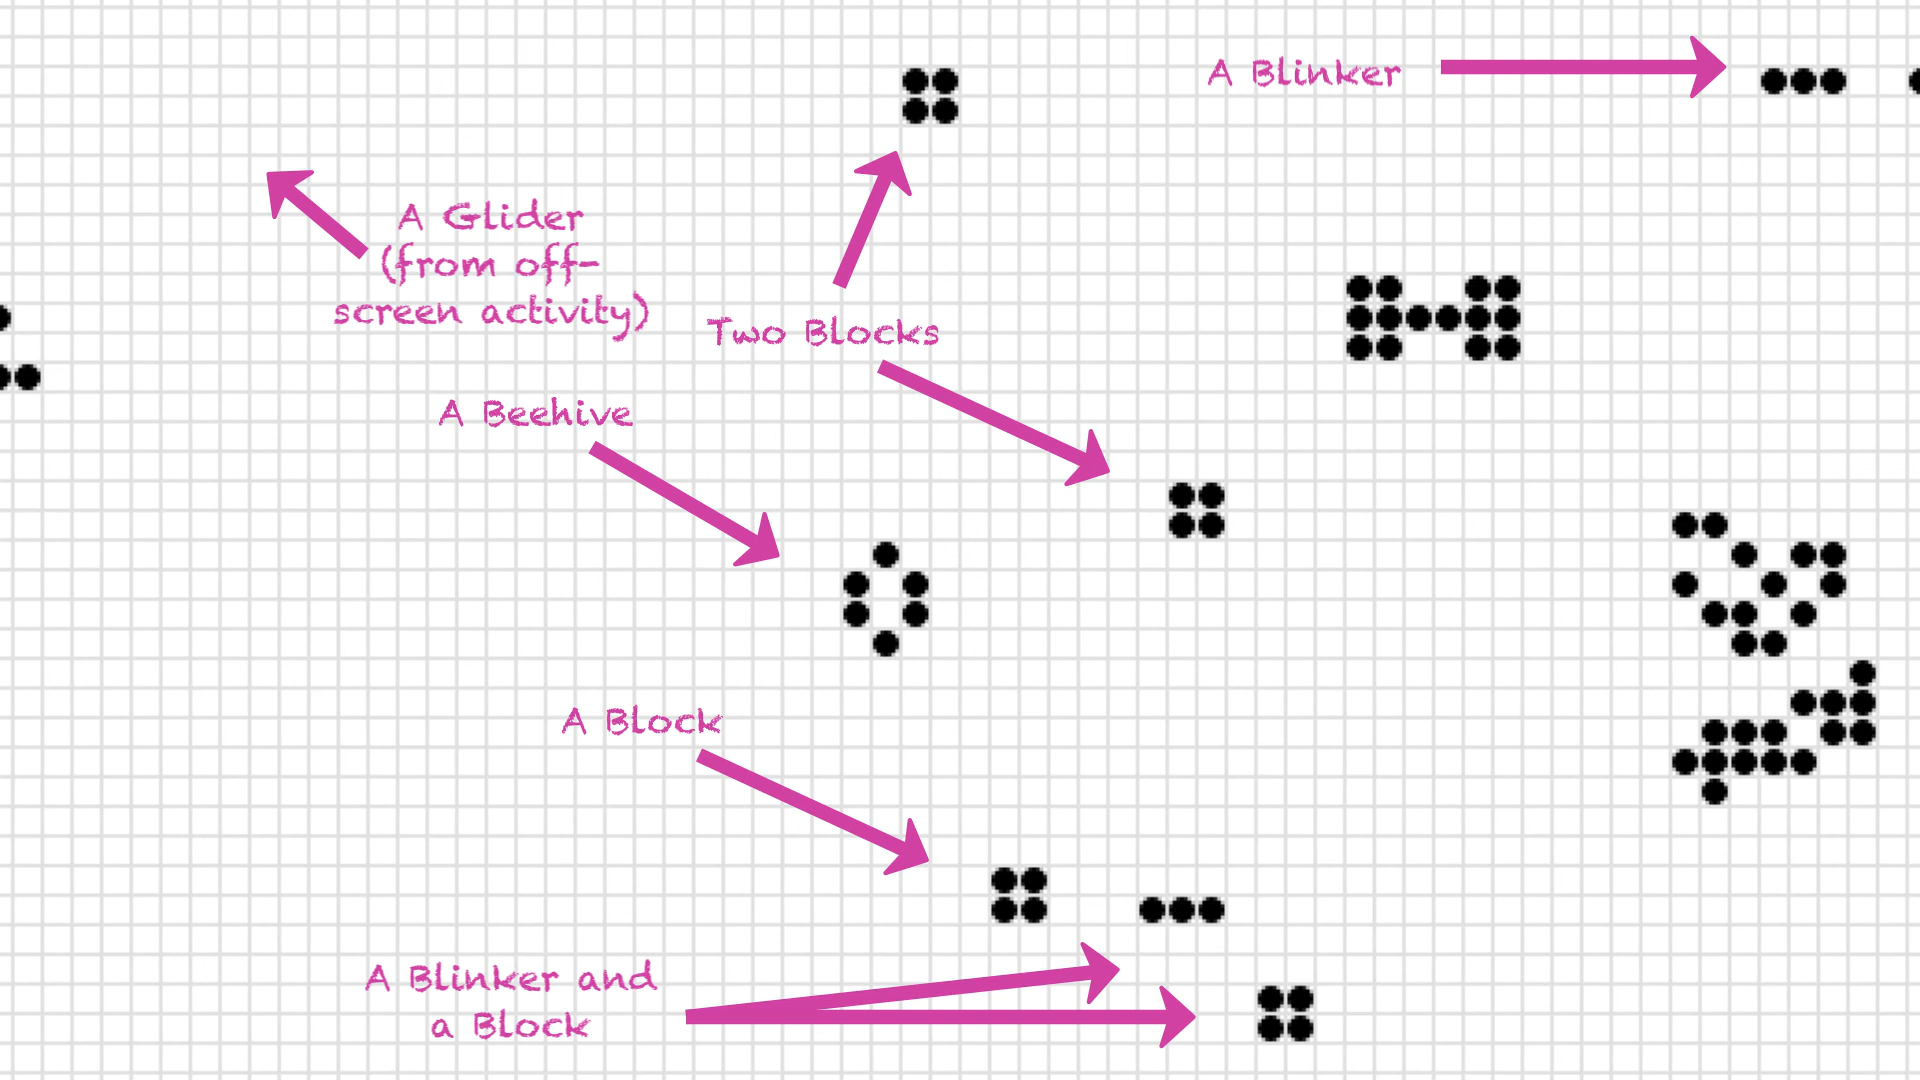 A Blinker
A Glider
(from off-
screen activity)
Two Blocks
A Beehive
A Block
A Blinker and
a Block